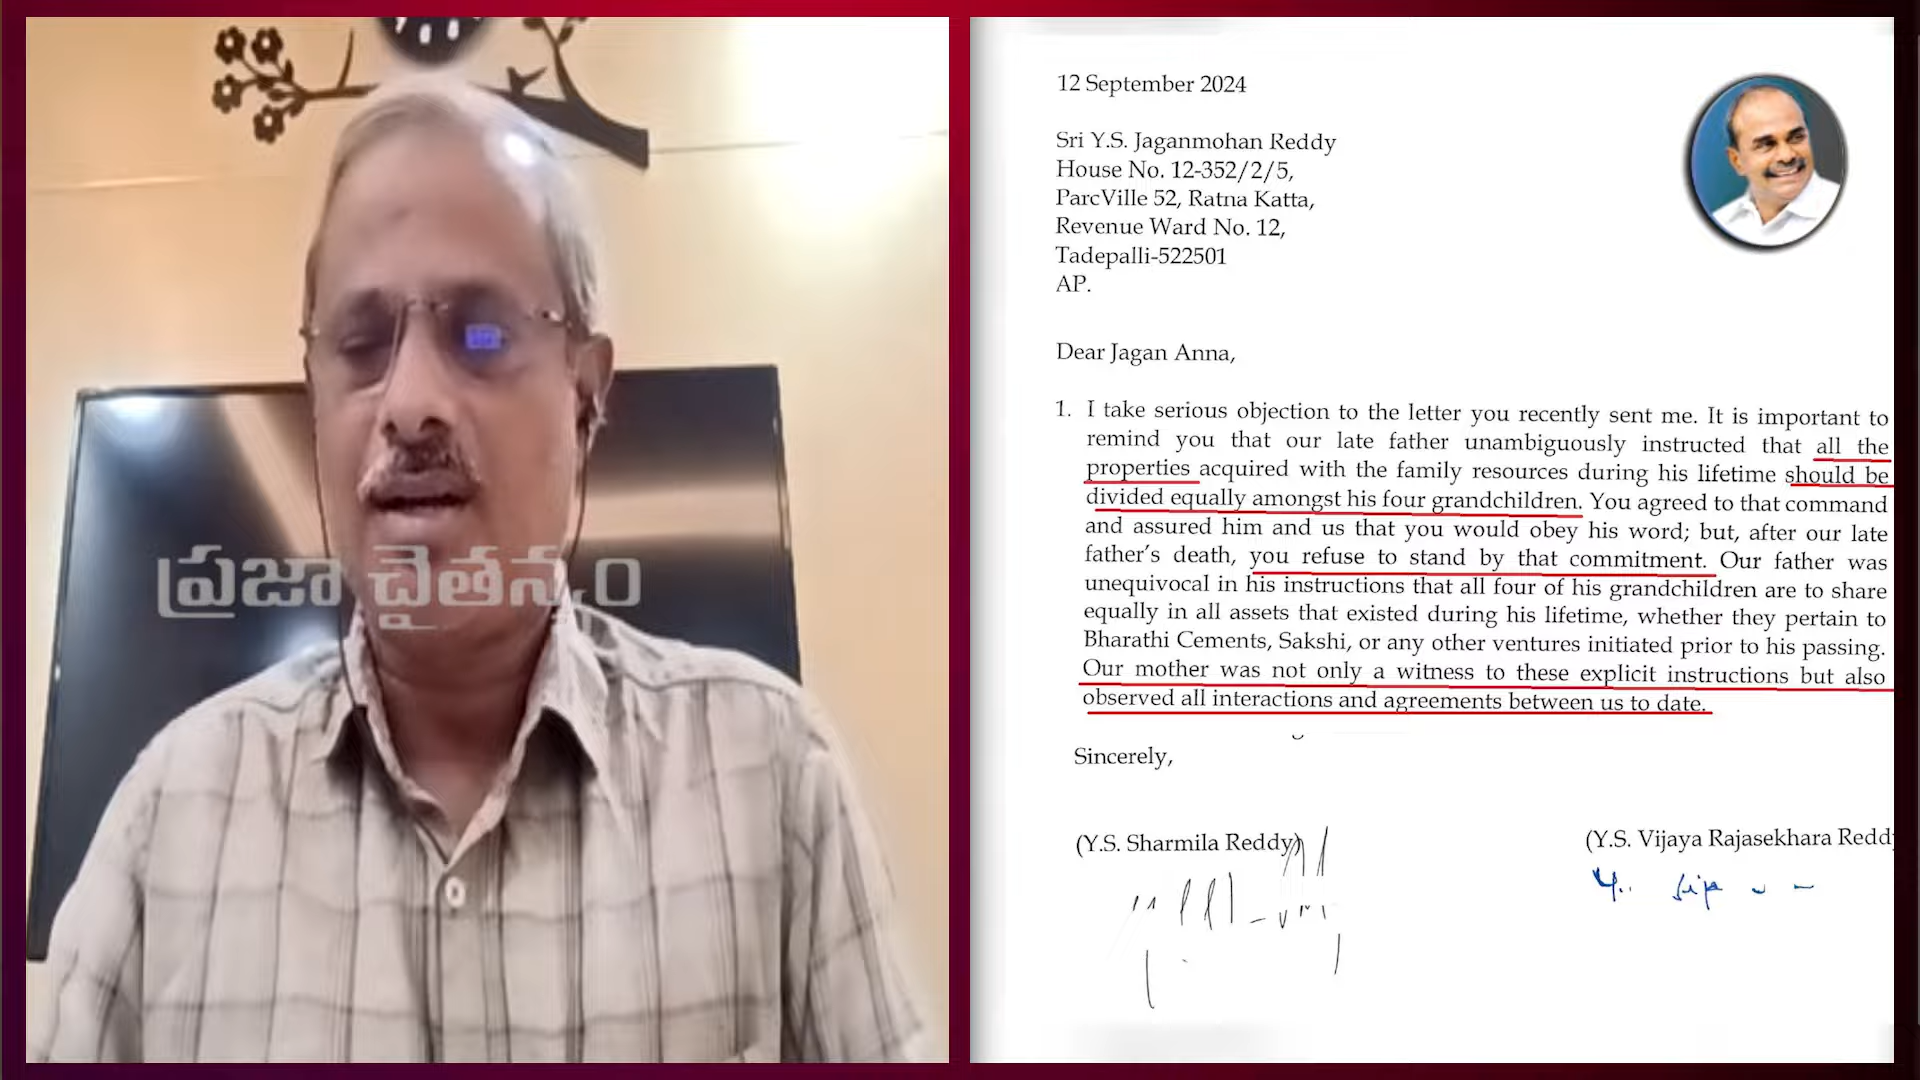 ప్రజా చైతన్యం
12 September 2024
Sri Y.S. Jaganmohan Reddy
House No. 12-352/2/5,
ParcVille 52, Ratna Katta,
Revenue Ward No. 12,
Tadepalli-522501
AP.
Dear Jagan Anna,
1. I take serious objection to the letter you recently sent me. It is important to
remind you that our late father unambiguously instructed that all the
properties acquired with the family resources during his lifetime should be
divided equally amongst his four grandchildren. You agreed to that command
and assured him and us that you would obey his word; but, after our late
father's death, you refuse to stand by that commitment. Our father was
unequivocal in his instructions that all four of his grandchildren are to share
equally in all assets that existed during his lifetime, whether they pertain to
Bharathi Cements, Sakshi, or any other ventures initiated prior to his passing.
Our mother was not only a witness to these explicit instructions but also
observed all interactions and agreements between us to date.
Sincerely,
(Y.S. Sharmila Reddy)
(Y.S. Vijaya Rajasekhara Reddy